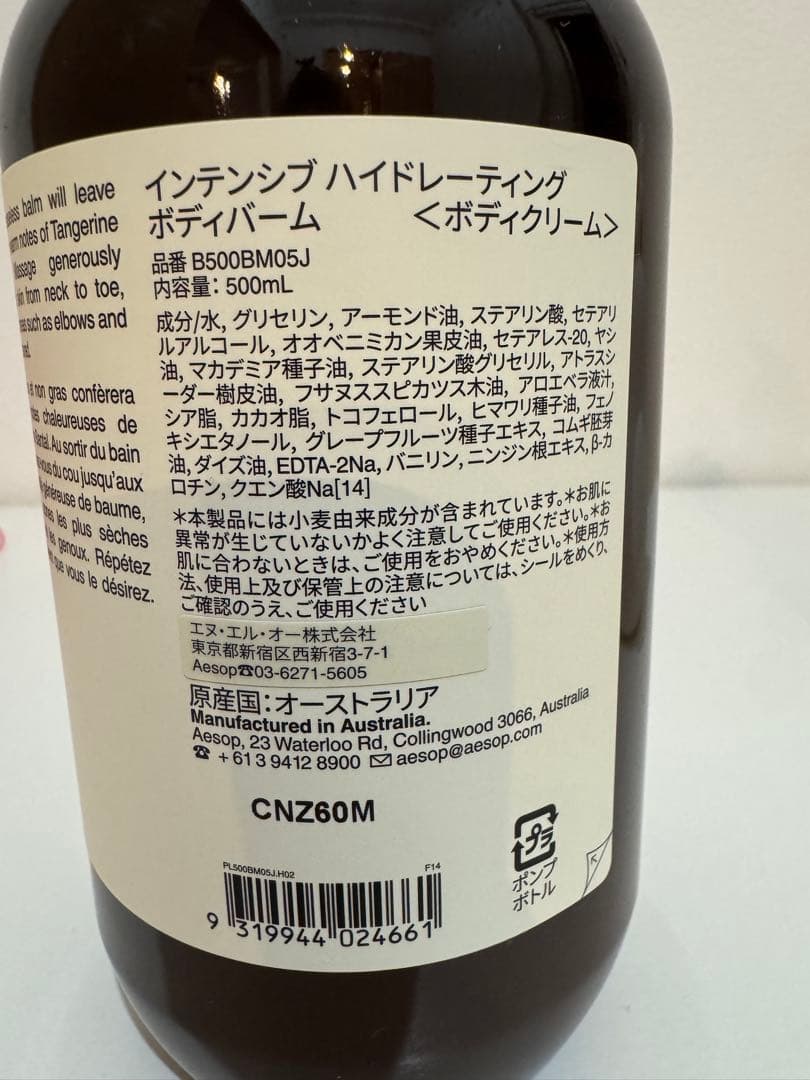 balm will leave
notes of Tangerine
generously
skin from neck to toe,
such as elbows and
non gras confèrera
chaleureuses de
Santal. Au sortir du bain
du cou jusqu'aux
généreuse de baume,
les plus sèches
genoux. Répétez
que vous le désirez.
インテンシブ ハイドレーティング
ボディバーム <ボディクリーム>
品番 B500BM05J
内容量：500mL
成分/水, グリセリン, アーモンド油, ステアリン酸, セテアリ
ルアルコール, オオベニミカン果皮油, セテアレス-20, ヤシ
油, マカデミア種子油, ステアリン酸グリセリル, アトラスシ
ーダー樹皮油, フサヌススピカツス木油, アロエベラ液汁,
シア脂, カカオ脂, トコフェロール, ヒマワリ種子油, フェノ
キシエタノール, グレープフルーツ種子エキス, コムギ胚芽
油, ダイズ油, EDTA-2Na, バニリン, ニンジン根エキス, β-カ
ロチン, クエン酸Na[14]
＊本製品には小麦由来成分が含まれています。＊お肌に
異常が生じていないかよく注意してご使用ください。＊お
肌に合わないときは、ご使用をおやめください。＊使用方
法、使用上及び保管上の注意については、シールをめくり、
ご確認のうえ、ご使用ください
エヌ・エル・オー株式会社
東京都新宿区西新宿3-7-1
Aesop☎03-6271-5605
原産国：オーストラリア
Manufactured in Australia.
Aesop, 23 Waterloo Rd, Collingwood 3066, Australia
☎ +61 3 9412 8900 ✉ aesop@aesop.com
CNZ60M
プラ
ポンプ
ボトル
PL500BM05J.H02 F14
9 319944 024661